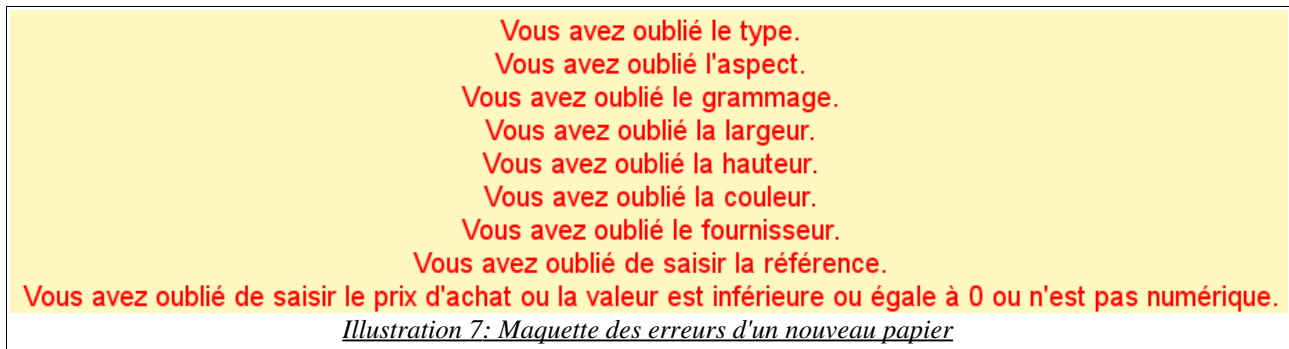 Vous avez oublié le type.
Vous avez oublié l'aspect.
Vous avez oublié le grammage.
Vous avez oublié la largeur.
Vous avez oublié la hauteur.
Vous avez oublié la couleur.
Vous avez oublié le fournisseur.
Vous avez oublié de saisir la référence.
Vous avez oublié de saisir le prix d'achat ou la valeur est inférieure ou égale à 0 ou n'est pas numérique.
Illustration 7: Maquette des erreurs d'un nouveau papier